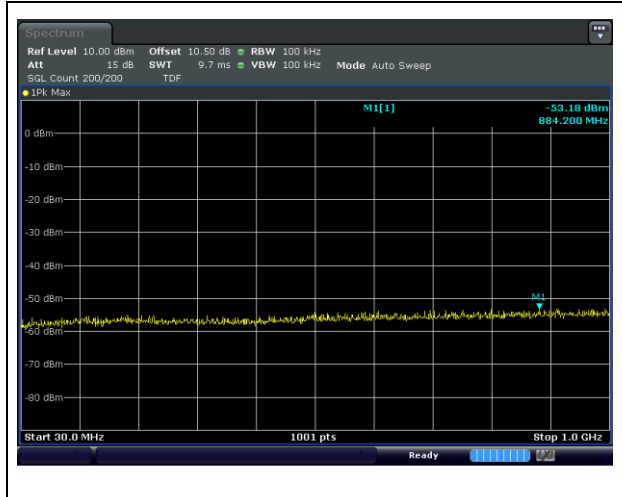 Spectrum
Ref Level 10.00 dBm Offset 10.50 dB RBW 100 kHz
Att 15 dB SWT 9.7 ms VBW 100 kHz Mode Auto Sweep
SGL Count 200/200 TDF
1Pk Max
M1[1] -53.18 dBm
884.200 MHz
0 dBm
-10 dBm
-20 dBm
-30 dBm
-40 dBm
-50 dBm
M1
-60 dBm
-70 dBm
-80 dBm
Start 30.0 MHz 1001 pts Stop 1.0 GHz
Ready